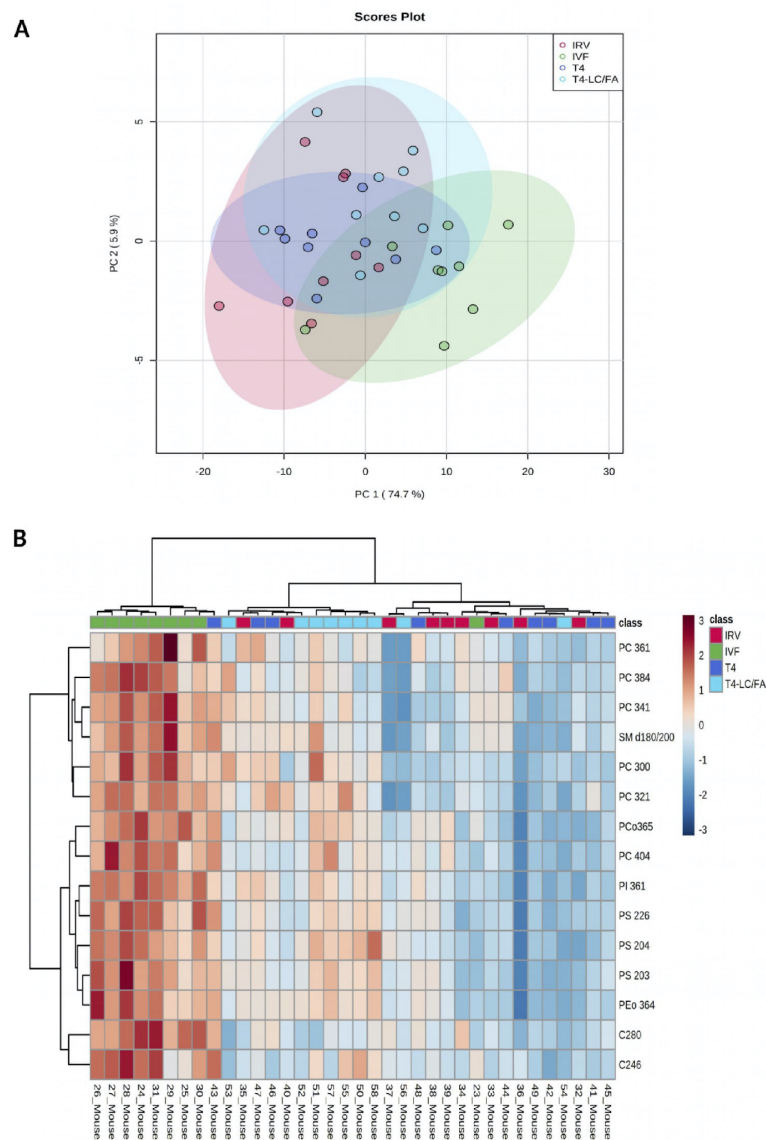 A
Scores Plot
IRV
IVF
T4
T4-LC/FA
PC 2 ( 5.9 %)
5
0
-5
-20
-10
0
10
20
30
PC 1 ( 74.7 %)
B
class
PC 361
PC 384
PC 341
SM d180/200
PC 300
PC 321
PCo365
PC 404
PI 361
PS 226
PS 204
PS 203
PEo 364
C280
C246
3
2
1
0
-1
-2
-3
class
IRV
IVF
T4
T4-LC/FA
26_Mouse
27_Mouse
28_Mouse
24_Mouse
31_Mouse
29_Mouse
25_Mouse
30_Mouse
43_Mouse
53_Mouse
35_Mouse
47_Mouse
46_Mouse
40_Mouse
52_Mouse
51_Mouse
57_Mouse
55_Mouse
50_Mouse
58_Mouse
37_Mouse
56_Mouse
48_Mouse
38_Mouse
39_Mouse
34_Mouse
23_Mouse
33_Mouse
44_Mouse
36_Mouse
49_Mouse
42_Mouse
54_Mouse
32_Mouse
41_Mouse
45_Mouse